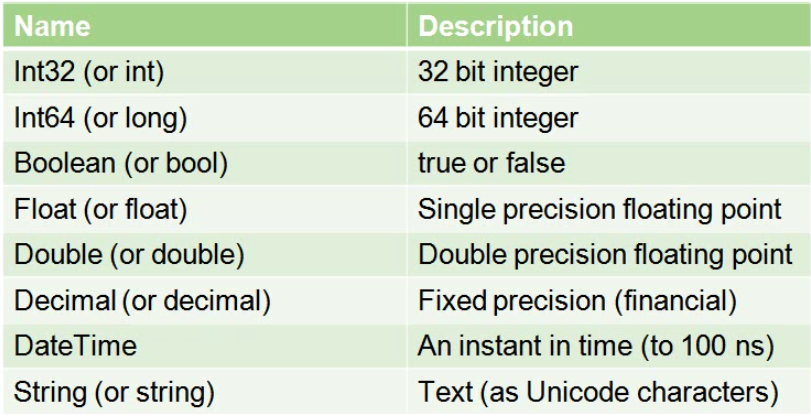 Name Description
Int32 (or int) 32 bit integer
Int64 (or long) 64 bit integer
Boolean (or bool) true or false
Float (or float) Single precision floating point
Double (or double) Double precision floating point
Decimal (or decimal) Fixed precision (financial)
DateTime An instant in time (to 100 ns)
String (or string) Text (as Unicode characters)